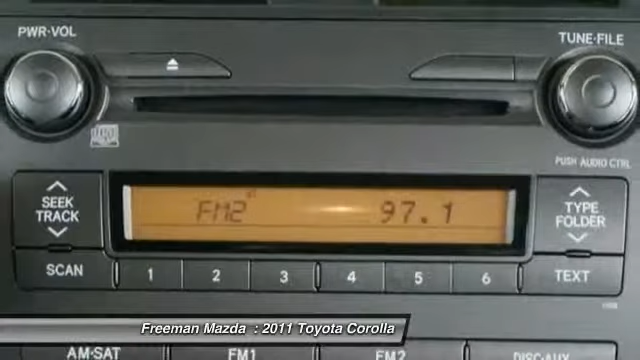 PWR·VOL
TUNE·FILE
PUSH AUDIO CTRL
SEEK
TRACK
FM2
97.1
TYPE
FOLDER
SCAN
1 2 3 4 5 6
TEXT
Freeman Mazda : 2011 Toyota Corolla
AM·SAT
FM1
FM2
DISC·AUX